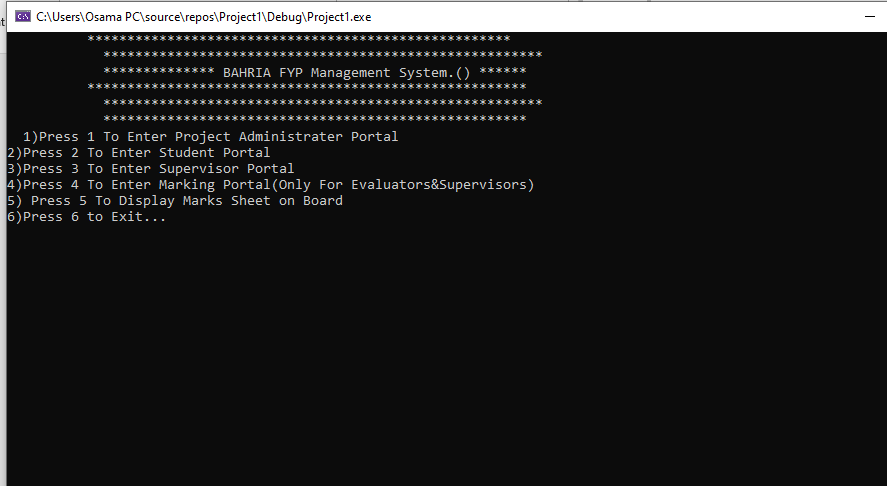 C:\Users\Osama PC\source\repos\Project1\Debug\Project1.exe
*****************************************************
*******************************************************
************** BAHRIA FYP Management System.() ******
*******************************************************
*******************************************************
*****************************************************
1)Press 1 To Enter Project Administrater Portal
2)Press 2 To Enter Student Portal
3)Press 3 To Enter Supervisor Portal
4)Press 4 To Enter Marking Portal(Only For Evaluators&Supervisors)
5) Press 5 To Display Marks Sheet on Board
6)Press 6 to Exit...